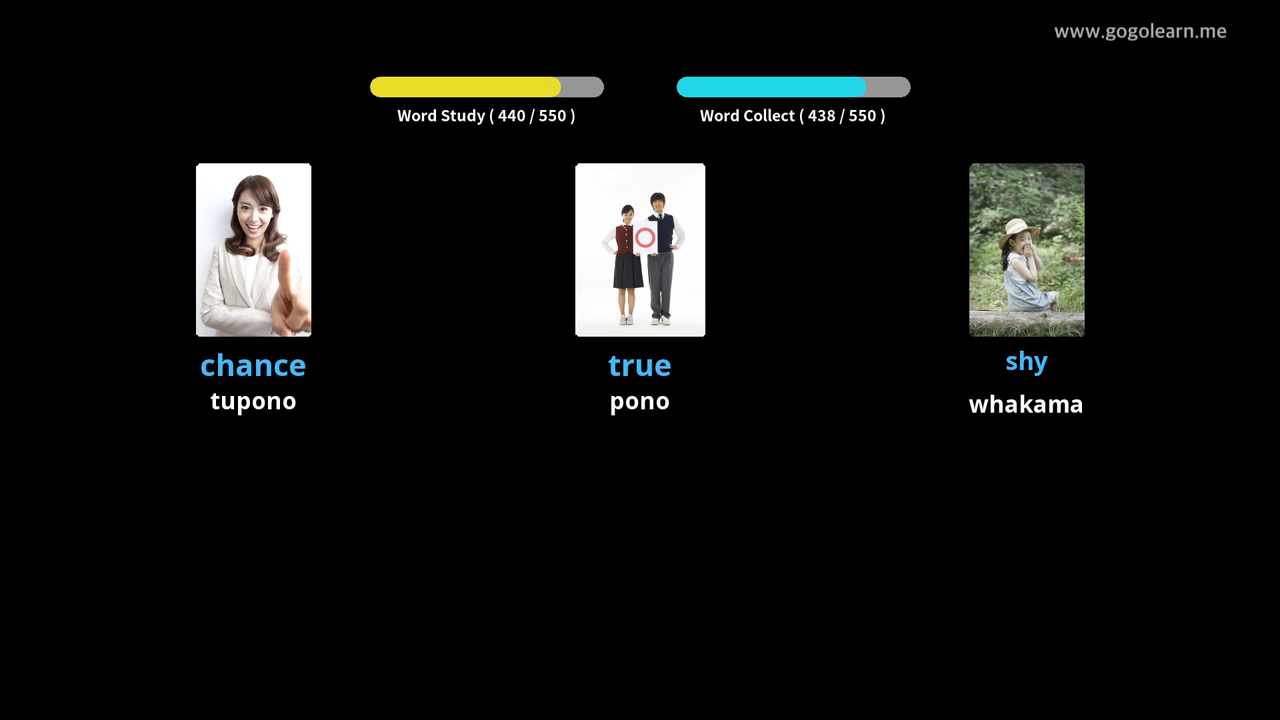 www.gogolearn.me
Word Study ( 440 / 550 )
Word Collect ( 438 / 550 )
chance
tupono
true
pono
shy
whakama